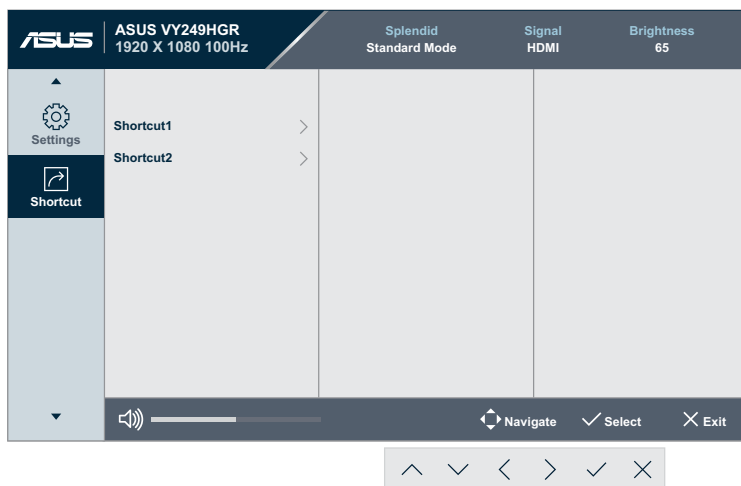 ASUS
ASUS VY249HGR
1920 X 1080 100Hz
Splendid
Standard Mode
Signal
HDMI
Brightness
65
Settings
Shortcut
Shortcut1
Shortcut2
Navigate
Select
Exit